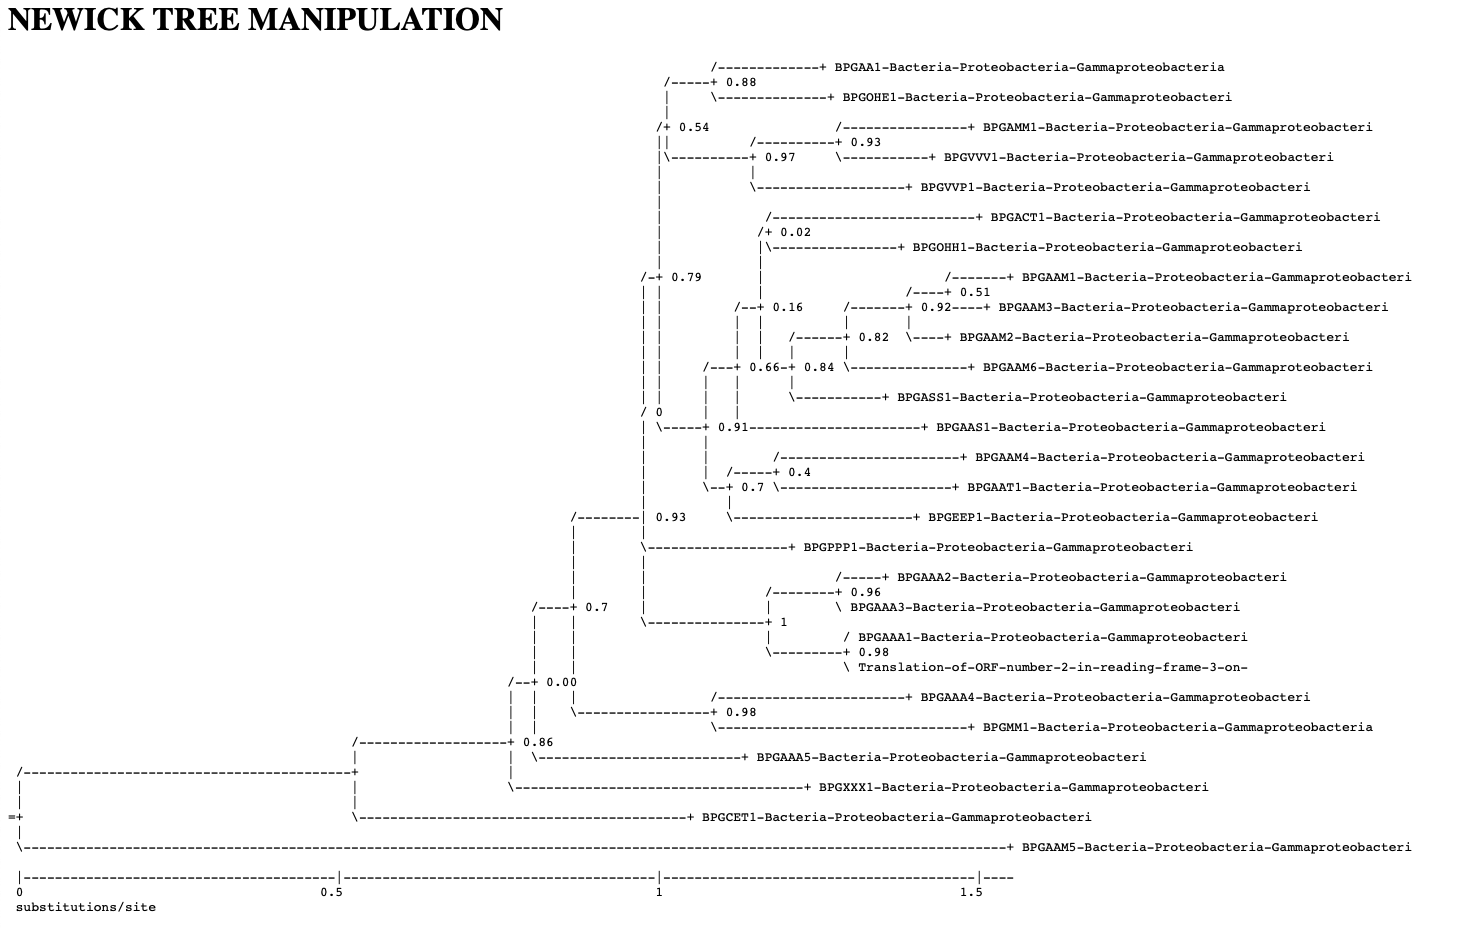 NEWICK TREE MANIPULATION
BPGAA1-Bacteria-Proteobacteria-Gammaproteobacteria
0.88
BPGOHE1-Bacteria-Proteobacteria-Gammaproteobacteri
0.54
BPGAMM1-Bacteria-Proteobacteria-Gammaproteobacteri
0.93
0.97
BPGVVV1-Bacteria-Proteobacteria-Gammaproteobacteri
BPGVVP1-Bacteria-Proteobacteria-Gammaproteobacteri
BPGACT1-Bacteria-Proteobacteria-Gammaproteobacteri
0.02
BPGOHH1-Bacteria-Proteobacteria-Gammaproteobacteri
0.79
BPGAAM1-Bacteria-Proteobacteria-Gammaproteobacteri
0.51
0.16
0.92----+ BPGAAM3-Bacteria-Proteobacteria-Gammaproteobacteri
0.82
BPGAAM2-Bacteria-Proteobacteria-Gammaproteobacteri
0.66-+ 0.84
BPGAAM6-Bacteria-Proteobacteria-Gammaproteobacteri
BPGASS1-Bacteria-Proteobacteria-Gammaproteobacteri
0
0.91
BPGAAS1-Bacteria-Proteobacteria-Gammaproteobacteri
BPGAAM4-Bacteria-Proteobacteria-Gammaproteobacteri
0.4
0.7
BPGAAT1-Bacteria-Proteobacteria-Gammaproteobacteri
0.93
BPGEEP1-Bacteria-Proteobacteria-Gammaproteobacteri
BPGPPP1-Bacteria-Proteobacteria-Gammaproteobacteri
BPGAAA2-Bacteria-Proteobacteria-Gammaproteobacteri
0.96
0.7
BPGAAA3-Bacteria-Proteobacteria-Gammaproteobacteri
1
BPGAAA1-Bacteria-Proteobacteria-Gammaproteobacteri
0.98
Translation-of-ORF-number-2-in-reading-frame-3-on-
0.00
BPGAAA4-Bacteria-Proteobacteria-Gammaproteobacteri
0.98
BPGMM1-Bacteria-Proteobacteria-Gammaproteobacteria
0.86
BPGAAA5-Bacteria-Proteobacteria-Gammaproteobacteri
BPGXXX1-Bacteria-Proteobacteria-Gammaproteobacteri
BPGCET1-Bacteria-Proteobacteria-Gammaproteobacteri
BPGAAM5-Bacteria-Proteobacteria-Gammaproteobacteri
0 0.5 1 1.5
substitutions/site